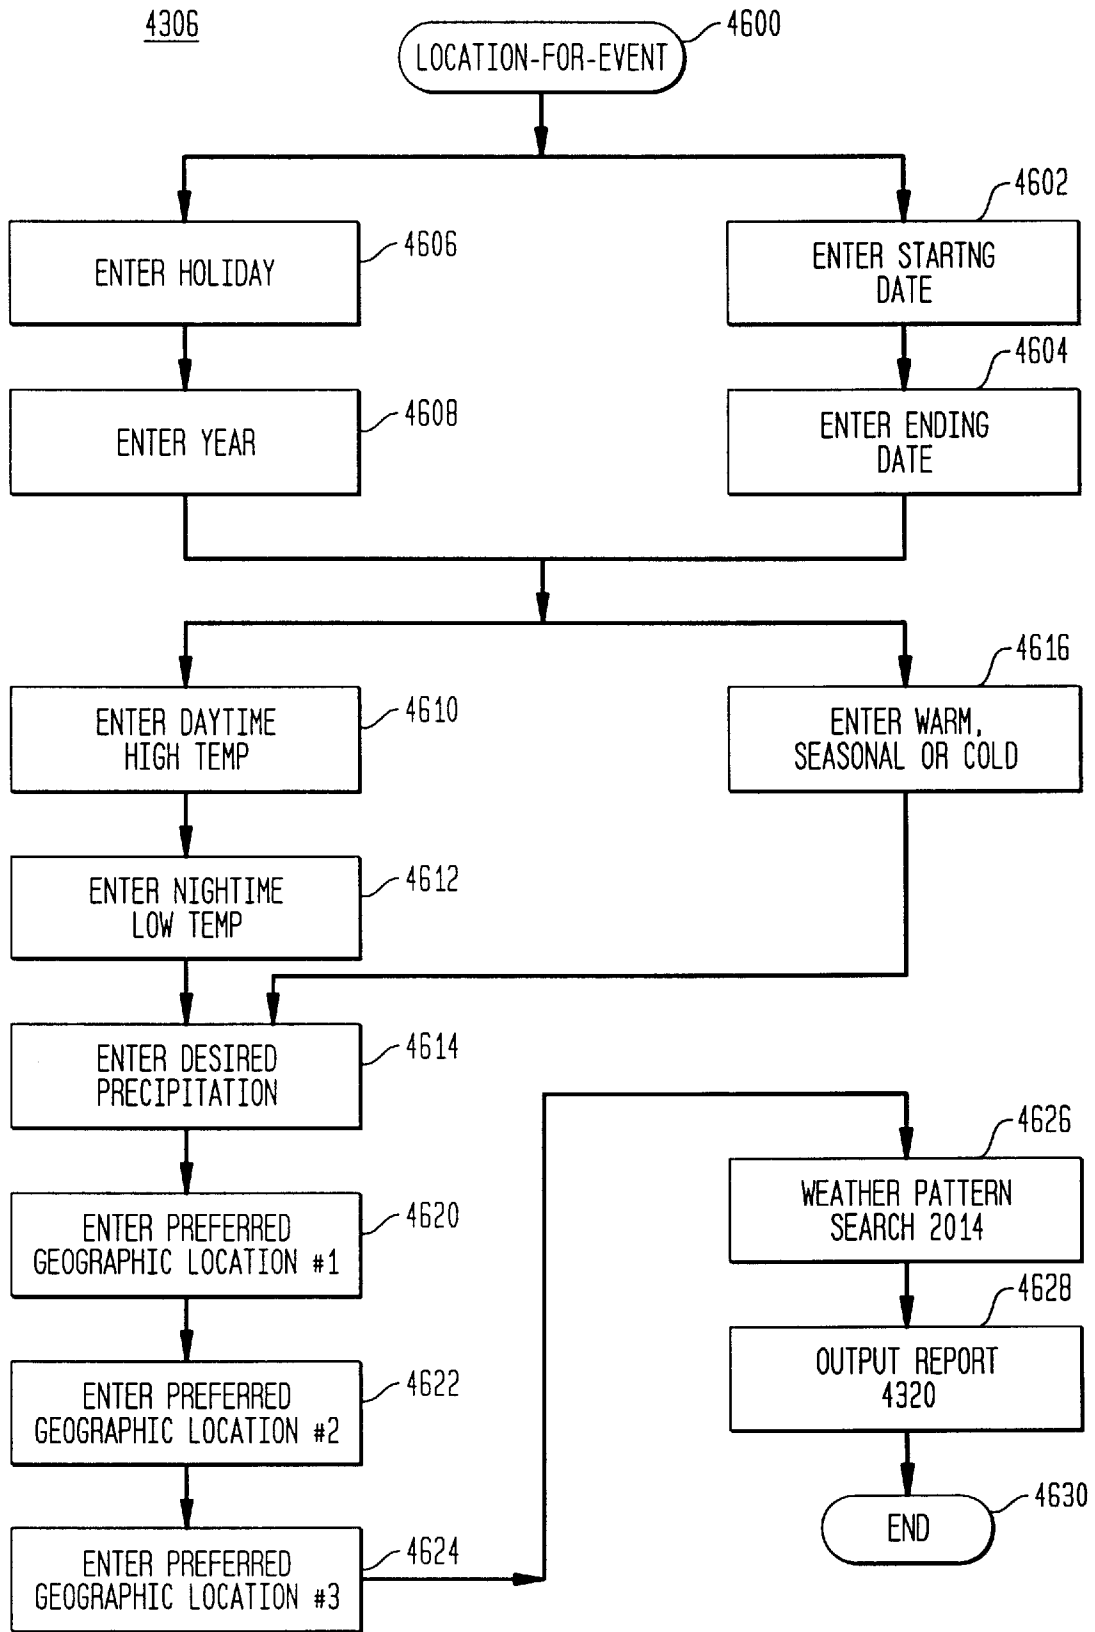 4306
LOCATION-FOR-EVENT
4600
ENTER HOLIDAY
4606
ENTER STARTNG
DATE
4602
ENTER YEAR
4608
ENTER ENDING
DATE
4604
ENTER DAYTIME
HIGH TEMP
4610
ENTER WARM,
SEASONAL OR COLD
4616
ENTER NIGHTIME
LOW TEMP
4612
ENTER DESIRED
PRECIPITATION
4614
ENTER PREFERRED
GEOGRAPHIC LOCATION #1
4620
ENTER PREFERRED
GEOGRAPHIC LOCATION #2
4622
ENTER PREFERRED
GEOGRAPHIC LOCATION #3
4624
WEATHER PATTERN
SEARCH 2014
4626
OUTPUT REPORT
4320
4628
END
4630